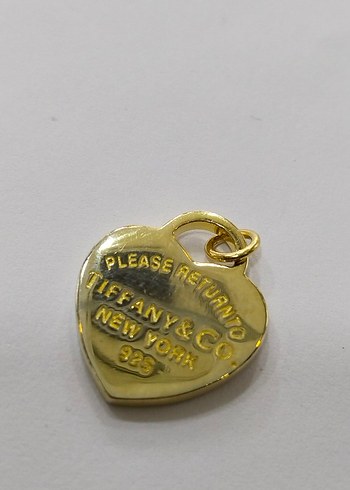 PLEASE RETURN TO
TIFFANY & CO.
NEW YORK
925